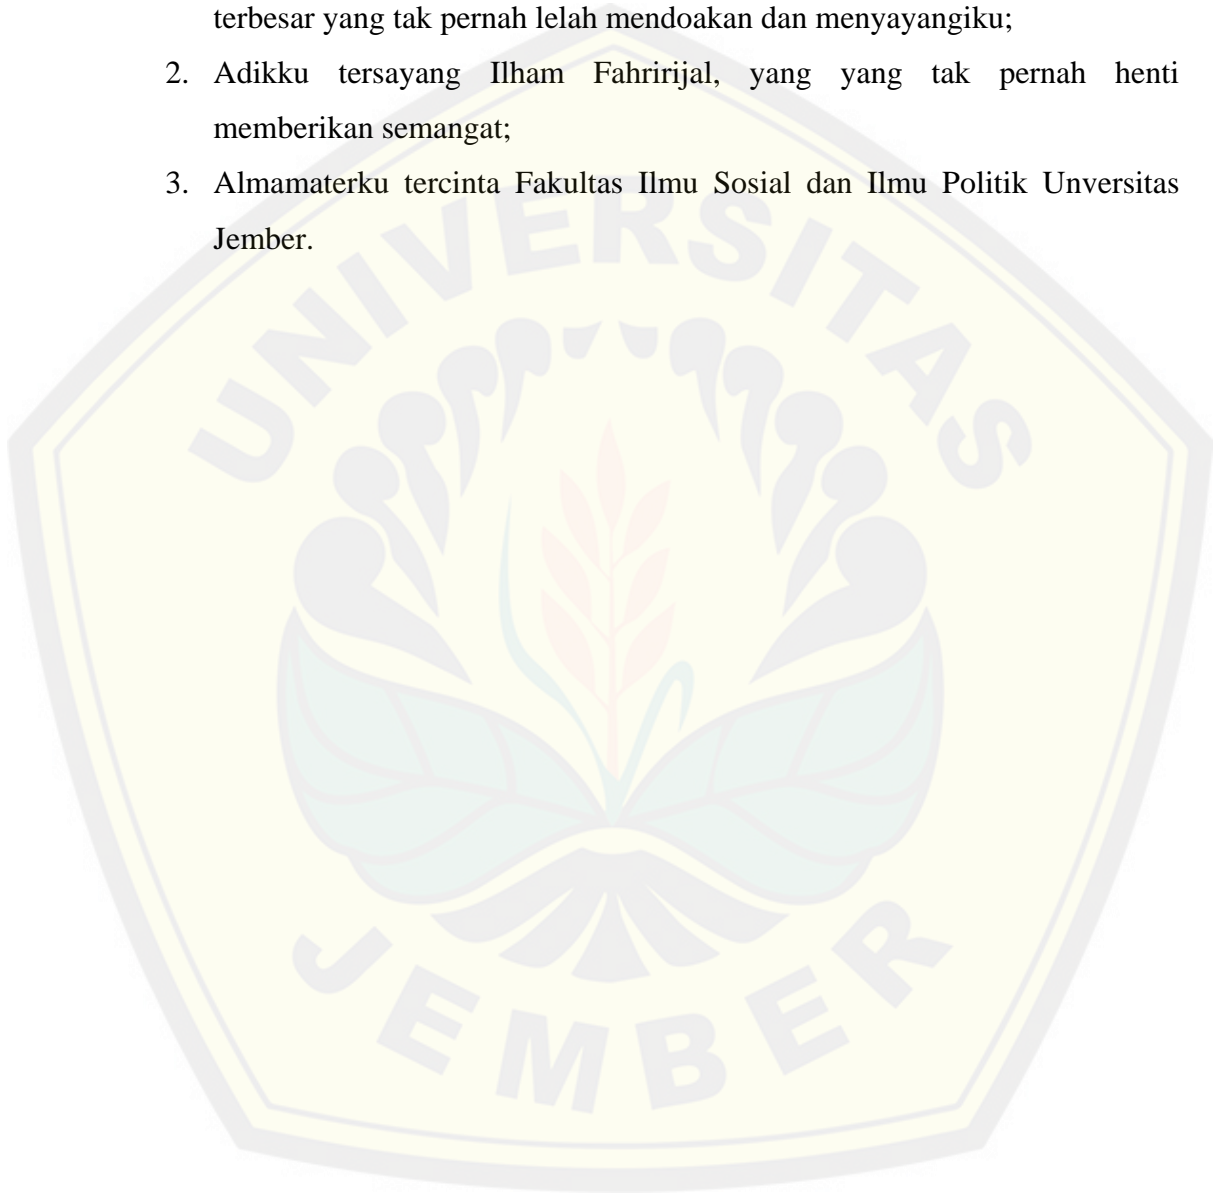 terbesar yang tak pernah lelah mendoakan dan menyayangiku;
2. Adikku tersayang Ilham Fahririjal, yang yang tak pernah henti
memberikan semangat;
3. Almamaterku tercinta Fakultas Ilmu Sosial dan Ilmu Politik Unversitas
Jember.
UNIVERSITAS
JEMBER